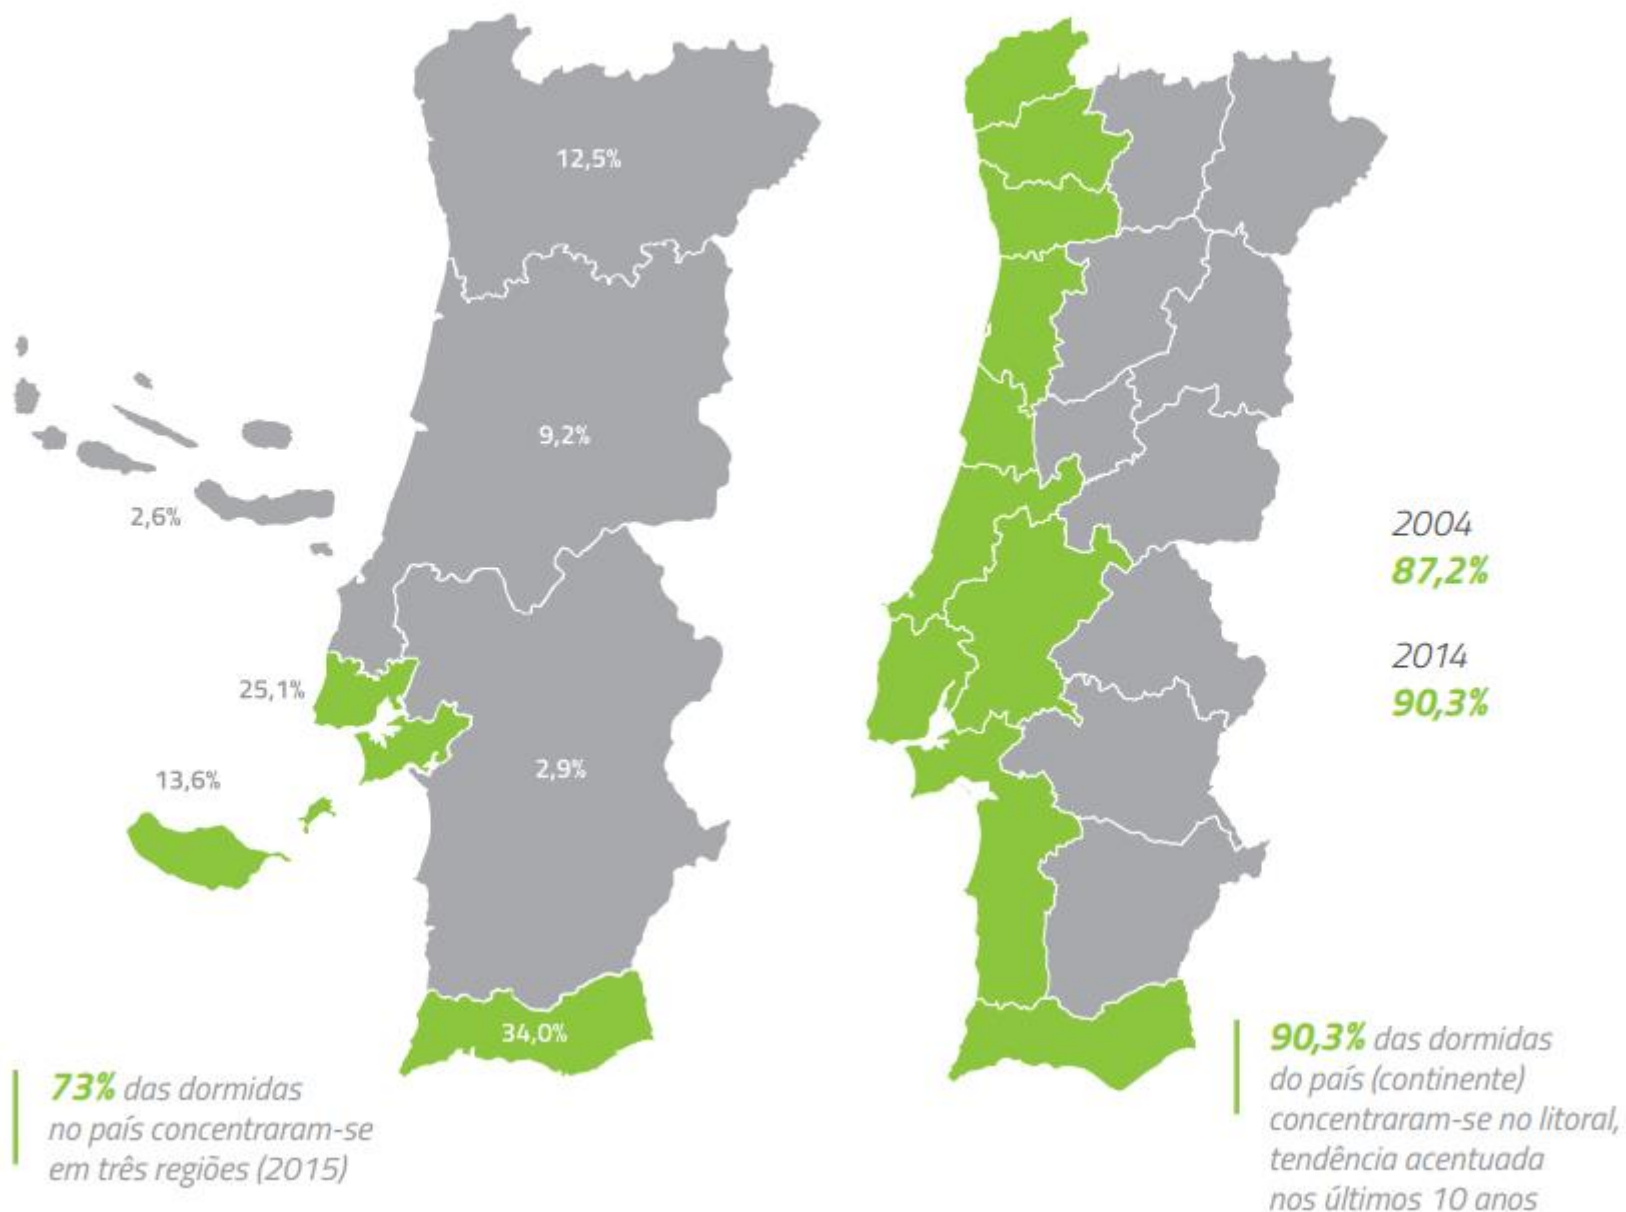 12,5%
9,2%
2,6%
25,1%
13,6%
2,9%
34,0%
73% das dormidas
no país concentraram-se
em três regiões (2015)
2004
87,2%
2014
90,3%
90,3% das dormidas
do país (continente)
concentraram-se no litoral,
tendência acentuada
nos últimos 10 anos